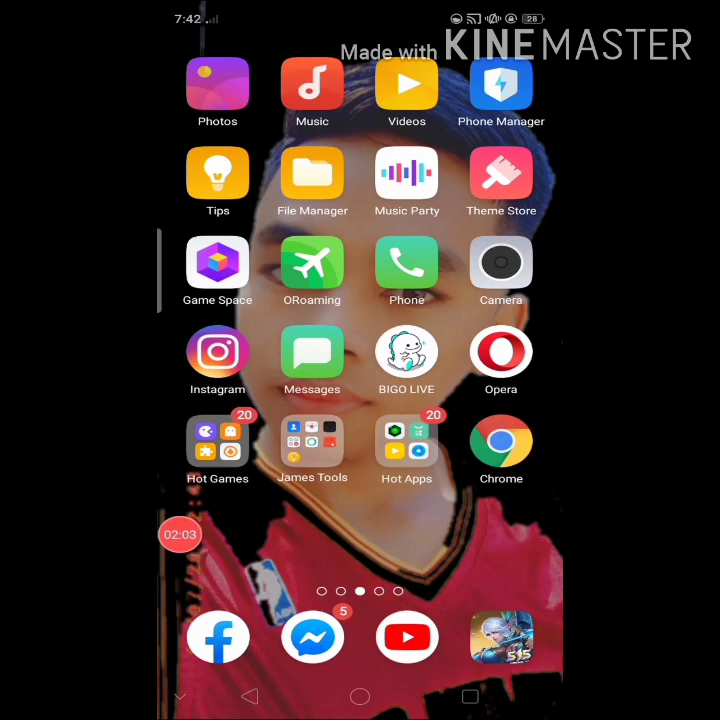 7:42
28
Made with KINEMASTER
Photos Music Videos Phone Manager
Tips File Manager Music Party Theme Store
Game Space ORoaming Phone Camera
Instagram Messages BIGO LIVE Opera
20 20
Hot Games James Tools Hot Apps Chrome
02:03
5
515